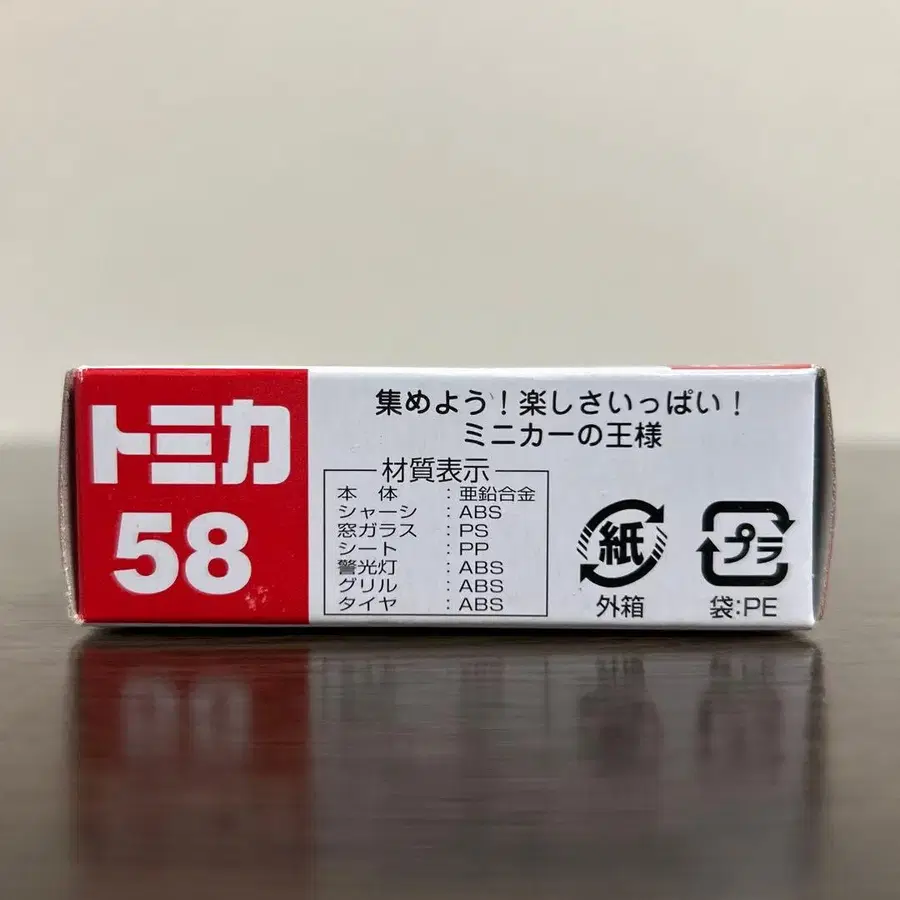 トミカ
58
集めよう!楽しさいっぱい!
ミニカーの王様
材質表示
本 体 :亜鉛合金
シャーシ :ABS
窓ガラス :PS
シート :PP
警光灯 :ABS
グリル :ABS
タイヤ :ABS
紙
外箱
プラ
袋:PE